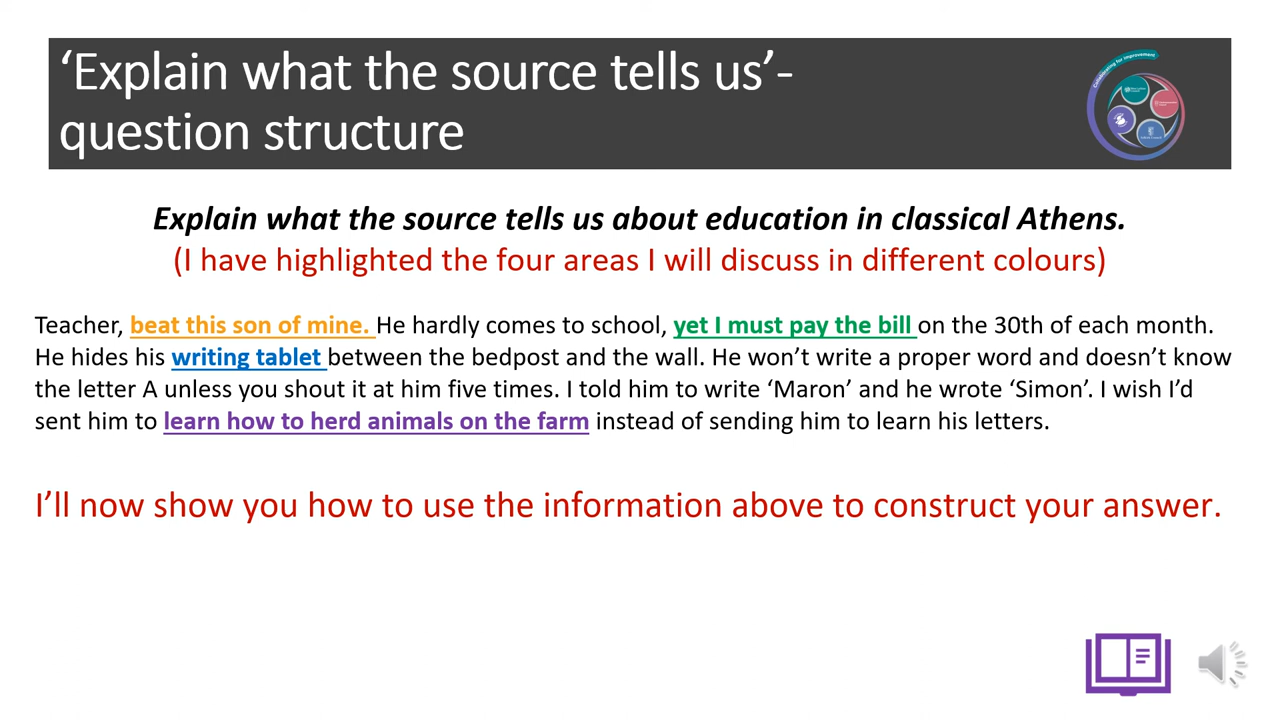 ‘Explain what the source tells us’-
question structure
Collaborating for improvement
Explain what the source tells us about education in classical Athens.
(I have highlighted the four areas I will discuss in different colours)
Teacher, beat this son of mine. He hardly comes to school, yet I must pay the bill on the 30th of each month.
He hides his writing tablet between the bedpost and the wall. He won’t write a proper word and doesn’t know
the letter A unless you shout it at him five times. I told him to write ‘Maron’ and he wrote ‘Simon’. I wish I’d
sent him to learn how to herd animals on the farm instead of sending him to learn his letters.
I’ll now show you how to use the information above to construct your answer.